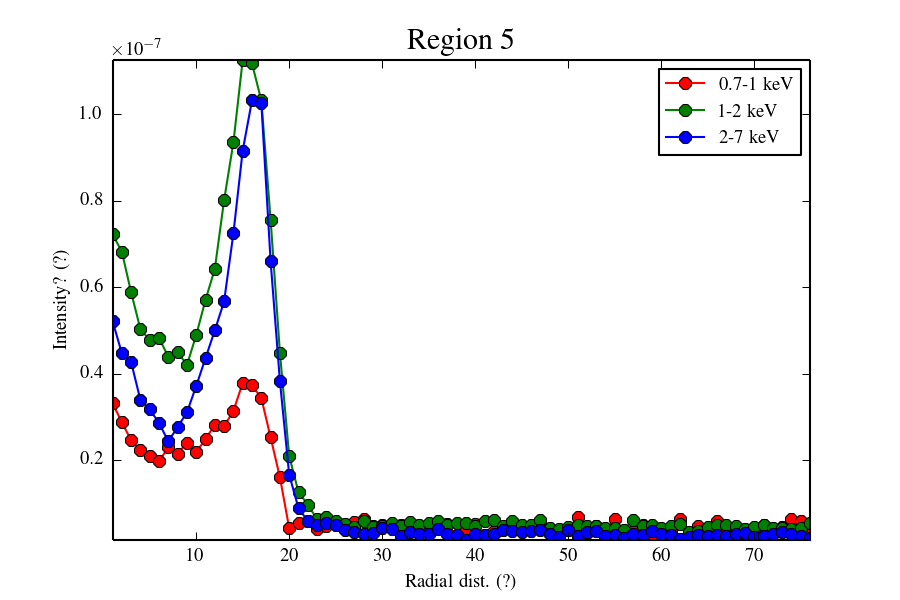 Region 5
×10⁻⁷
0.7-1 keV
1-2 keV
2-7 keV
1.0
0.8
0.6
0.4
0.2
Intensity? (?)
10 20 30 40 50 60 70
Radial dist. (?)